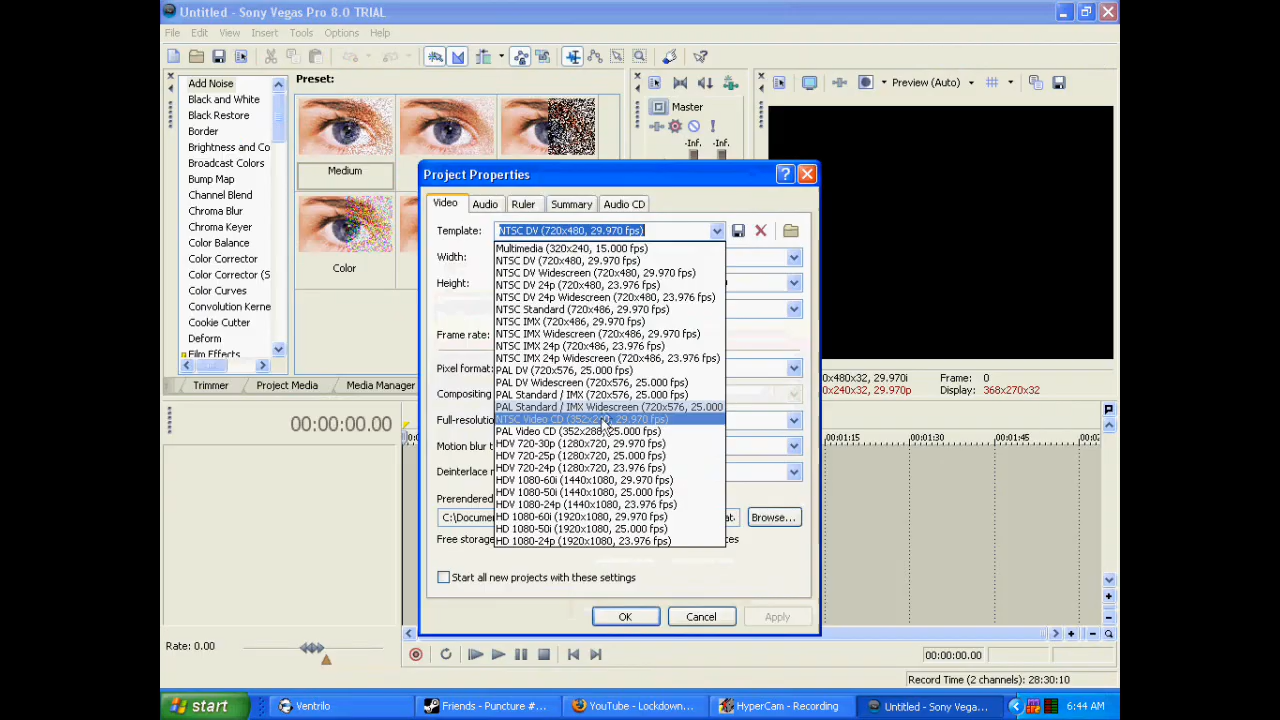 Untitled - Sony Vegas Pro 8.0 TRIAL
File Edit View Insert Tools Options Help
Add Noise
Black and White
Black Restore
Border
Brightness and Co
Broadcast Colors
Bump Map
Channel Blend
Chroma Blur
Chroma Keyer
Color Balance
Color Corrector
Color Corrector (S
Color Curves
Convolution Kerne
Cookie Cutter
Deform
Film Effects
Preset:
Medium
Color
Master
-Inf. -Inf.
Preview (Auto)
Project Properties
Video Audio Ruler Summary Audio CD
Template: NTSC DV (720x480, 29.970 fps)
Width:
Height:
Frame rate:
Pixel format:
Compositing
Full-resolutio
Motion blur t
Deinterlace
Prerendered
C:\Docume
Browse...
Free storage
Multimedia (320x240, 15.000 fps)
NTSC DV (720x480, 29.970 fps)
NTSC DV Widescreen (720x480, 29.970 fps)
NTSC DV 24p (720x480, 23.976 fps)
NTSC DV 24p Widescreen (720x480, 23.976 fps)
NTSC Standard (720x486, 29.970 fps)
NTSC IMX (720x486, 29.970 fps)
NTSC IMX Widescreen (720x486, 29.970 fps)
NTSC IMX 24p (720x486, 23.976 fps)
NTSC IMX 24p Widescreen (720x486, 23.976 fps)
PAL DV (720x576, 25.000 fps)
PAL DV Widescreen (720x576, 25.000 fps)
PAL Standard / IMX (720x576, 25.000 fps)
PAL Standard / IMX Widescreen (720x576, 25.000
NTSC Video CD (352x240, 29.970 fps)
PAL Video CD (352x288, 25.000 fps)
HDV 720-30p (1280x720, 29.970 fps)
HDV 720-25p (1280x720, 25.000 fps)
HDV 720-24p (1280x720, 23.976 fps)
HDV 1080-60i (1440x1080, 29.970 fps)
HDV 1080-50i (1440x1080, 25.000 fps)
HDV 1080-24p (1440x1080, 23.976 fps)
HD 1080-60i (1920x1080, 29.970 fps)
HD 1080-50i (1920x1080, 25.000 fps)
HD 1080-24p (1920x1080, 23.976 fps)
Start all new projects with these settings
OK Cancel Apply
0x480x32, 29.970i Frame: 0
0x240x32, 29.970p Display: 368x270x32
Trimmer Project Media Media Manager
00:00:00.00
00:01:15 00:01:30 00:01:45 00:02:00
Rate: 0.00
00:00:00.00
Record Time (2 channels): 28:30:10
start Ventrilo Friends - Puncture #... YouTube - Lockdown... HyperCam - Recording Untitled - Sony Vegas... 6:44 AM